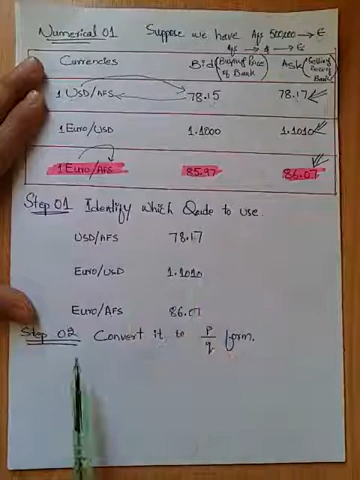 Numerical 01 Suppose we have Afs 500,000 → €
Afs → $ → €
Currencies Bid (Buying Price of Bank) Ask (Selling Price of Bank)
1 USD/AFS 78.15 78.17
1 Euro/USD 1.1000 1.1010
1 Euro/AFS 85.97 86.07
Step 01 Identify which Qoute to use.
USD/AFS 78.17
Euro/USD 1.1010
Euro/AFS 86.07
Step 02 Convert it to P/q form.